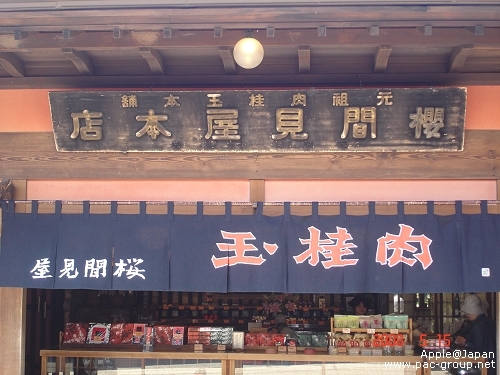 元祖肉桂玉本舗
櫻間見屋本店
肉桂玉
桜間見屋
Apple@Japan
www.pac-group.net